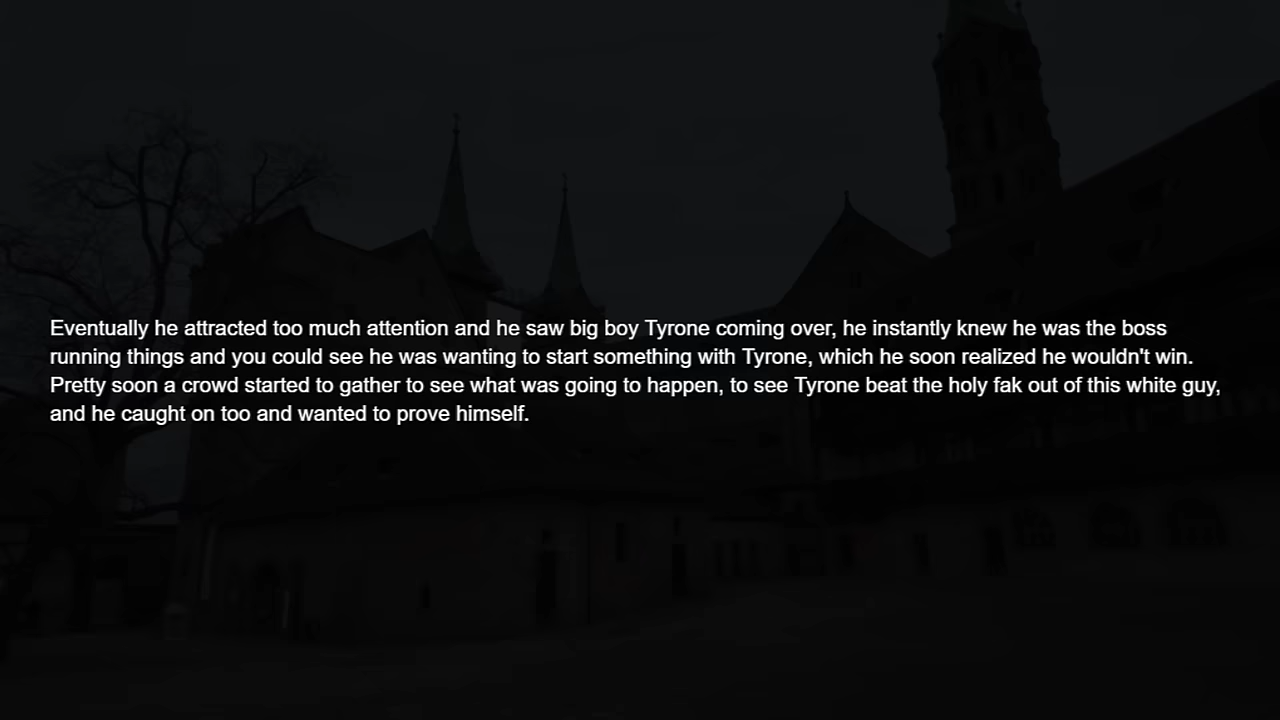 Eventually he attracted too much attention and he saw big boy Tyrone coming over, he instantly knew he was the boss
running things and you could see he was wanting to start something with Tyrone, which he soon realized he wouldn't win.
Pretty soon a crowd started to gather to see what was going to happen, to see Tyrone beat the holy fak out of this white guy,
and he caught on too and wanted to prove himself.